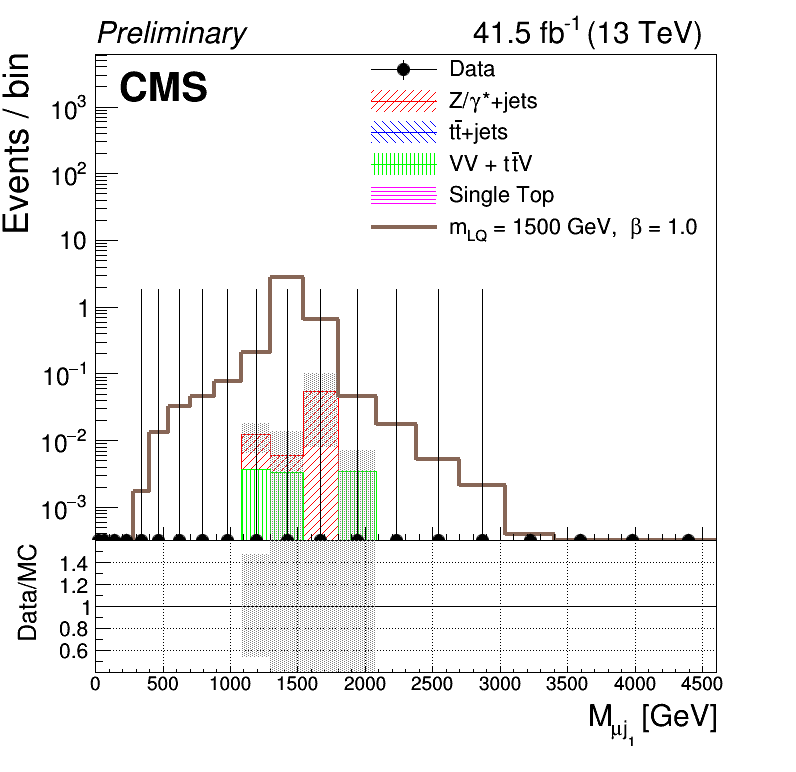 Preliminary 41.5 fb⁻¹ (13 TeV)
CMS
Data
Z/γ*+jets
tt̄+jets
VV + tt̄V
Single Top
m_LQ = 1500 GeV, β = 1.0
Events / bin
10³
10²
10
1
10⁻¹
10⁻²
10⁻³
Data/MC
1.4
1.2
1
0.8
0.6
0 500 1000 1500 2000 2500 3000 3500 4000 4500
M_μj₁ [GeV]